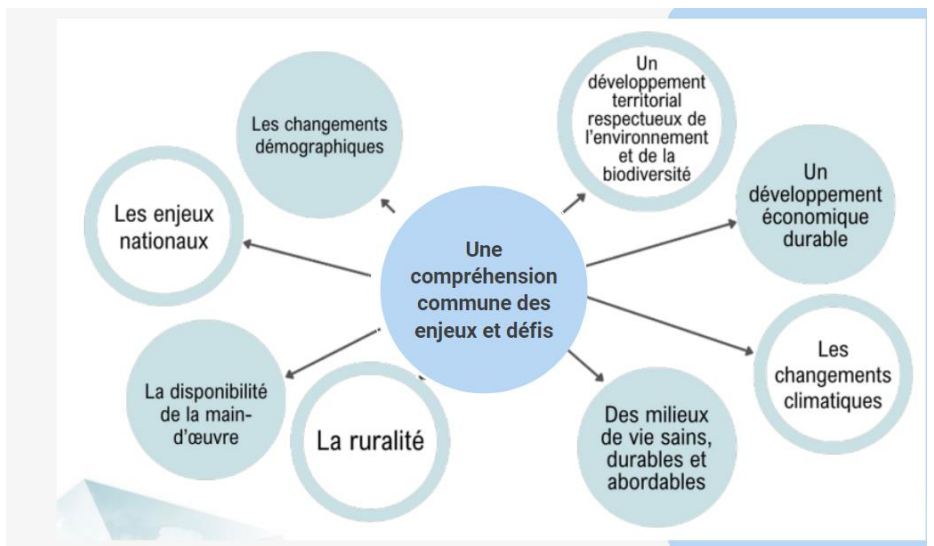 Un
développement
territorial
respectueux de
l'environnement
et de la
biodiversité
Les changements
démographiques
Un
développement
économique
durable
Les enjeux
nationaux
Une
compréhension
commune des
enjeux et défis
Les
changements
climatiques
La disponibilité
de la main-
d'œuvre
La ruralité
Des milieux
de vie sains,
durables et
abordables